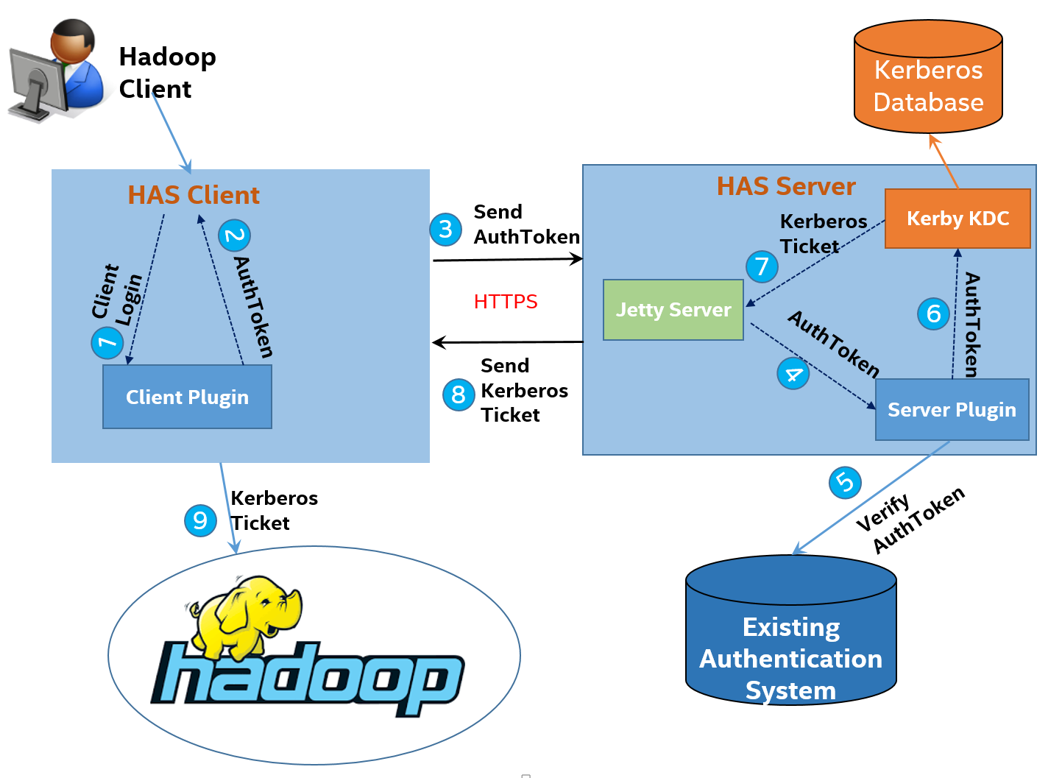 Hadoop
Client
Kerberos
Database
HAS Client
HAS Server
2
AuthToken
Client
Login
1
Client Plugin
3
Send
AuthToken
HTTPS
8
Send
Kerberos
Ticket
Kerby KDC
Kerberos
Ticket
7
Jetty Server
AuthToken
4
6
AuthToken
Server Plugin
5
Verify
AuthToken
9
Kerberos
Ticket
hadoop
Existing
Authentication
System